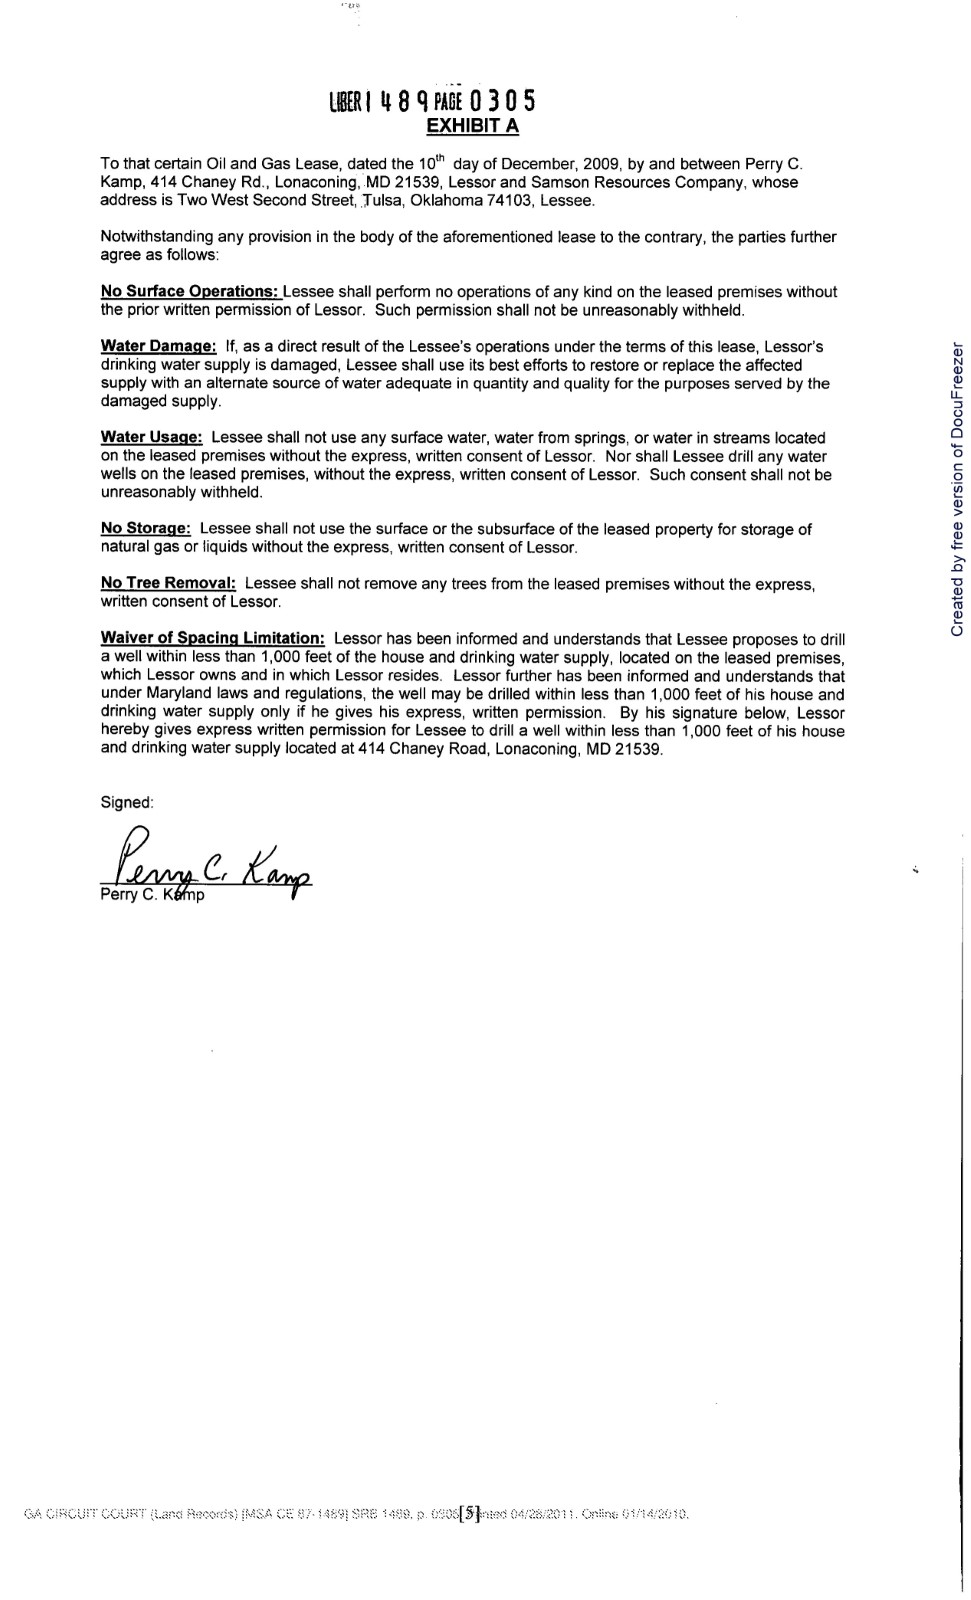 LIBER 1 4 8 9 PAGE 0 3 0 5
EXHIBIT A
To that certain Oil and Gas Lease, dated the 10th day of December, 2009, by and between Perry C.
Kamp, 414 Chaney Rd., Lonaconing, MD 21539, Lessor and Samson Resources Company, whose
address is Two West Second Street, Tulsa, Oklahoma 74103, Lessee.
Notwithstanding any provision in the body of the aforementioned lease to the contrary, the parties further
agree as follows:
No Surface Operations: Lessee shall perform no operations of any kind on the leased premises without
the prior written permission of Lessor. Such permission shall not be unreasonably withheld.
Water Damage: If, as a direct result of the Lessee's operations under the terms of this lease, Lessor's
drinking water supply is damaged, Lessee shall use its best efforts to restore or replace the affected
supply with an alternate source of water adequate in quantity and quality for the purposes served by the
damaged supply.
Water Usage: Lessee shall not use any surface water, water from springs, or water in streams located
on the leased premises without the express, written consent of Lessor. Nor shall Lessee drill any water
wells on the leased premises, without the express, written consent of Lessor. Such consent shall not be
unreasonably withheld.
No Storage: Lessee shall not use the surface or the subsurface of the leased property for storage of
natural gas or liquids without the express, written consent of Lessor.
No Tree Removal: Lessee shall not remove any trees from the leased premises without the express,
written consent of Lessor.
Waiver of Spacing Limitation: Lessor has been informed and understands that Lessee proposes to drill
a well within less than 1,000 feet of the house and drinking water supply, located on the leased premises,
which Lessor owns and in which Lessor resides. Lessor further has been informed and understands that
under Maryland laws and regulations, the well may be drilled within less than 1,000 feet of his house and
drinking water supply only if he gives his express, written permission. By his signature below, Lessor
hereby gives express written permission for Lessee to drill a well within less than 1,000 feet of his house
and drinking water supply located at 414 Chaney Road, Lonaconing, MD 21539.
Signed:
Perry C. Kamp
Perry C. Kamp
GA CIRCUIT COURT (Land Records) [MSA CE 87-1489] SRB 1489, p. 0305 [5] 04/28/2011. Online 01/14/2010.
Created by free version of DocuFreezer